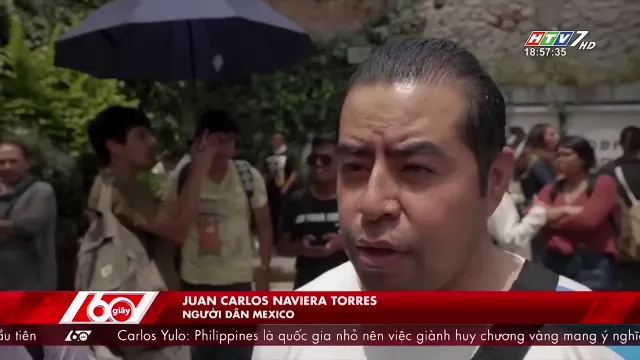 HTV7 HD
18:57:35
60 giây
JUAN CARLOS NAVIERA TORRES
NGƯỜI DÂN MEXICO
ầu tiên Carlos Yulo: Philippines là quốc gia nhỏ nên việc giành huy chương vàng mang ý nghĩ